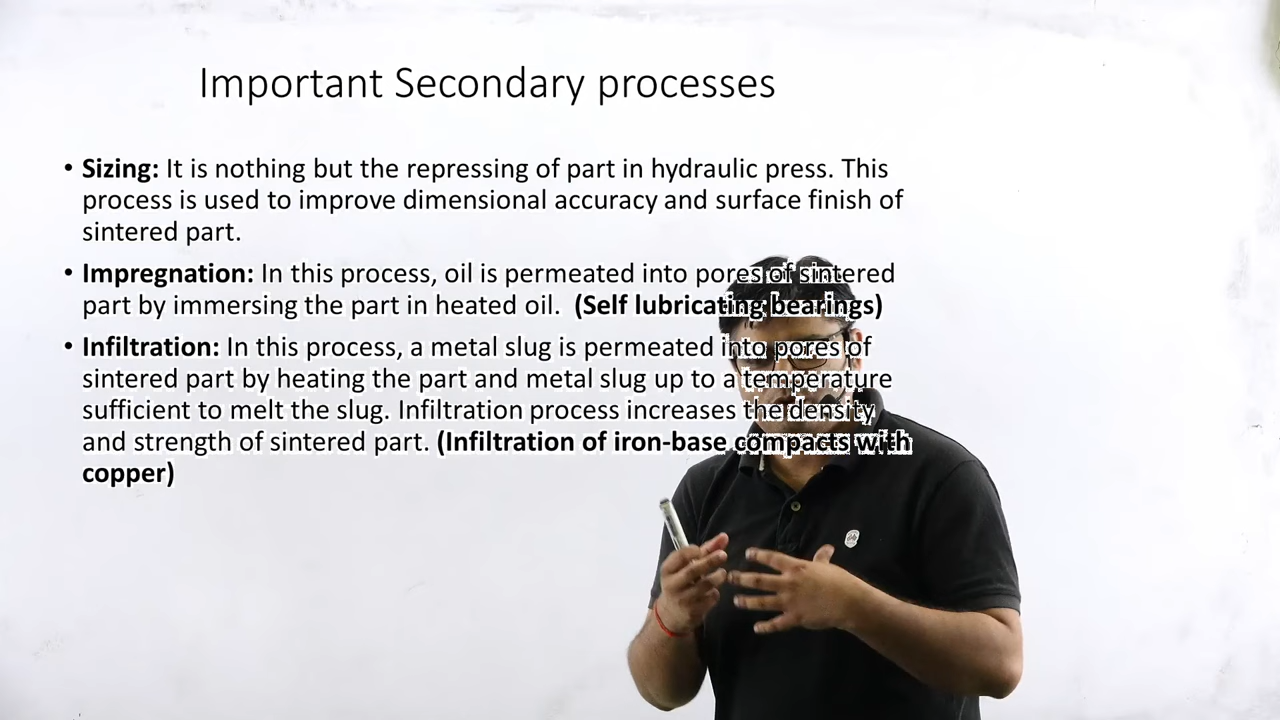 Important Secondary processes
• Sizing: It is nothing but the repressing of part in hydraulic press. This
process is used to improve dimensional accuracy and surface finish of
sintered part.
• Impregnation: In this process, oil is permeated into pores of sintered
part by immersing the part in heated oil. (Self lubricating bearings)
• Infiltration: In this process, a metal slug is permeated into pores of
sintered part by heating the part and metal slug up to a temperature
sufficient to melt the slug. Infiltration process increases the density
and strength of sintered part. (Infiltration of iron-base compacts with
copper)